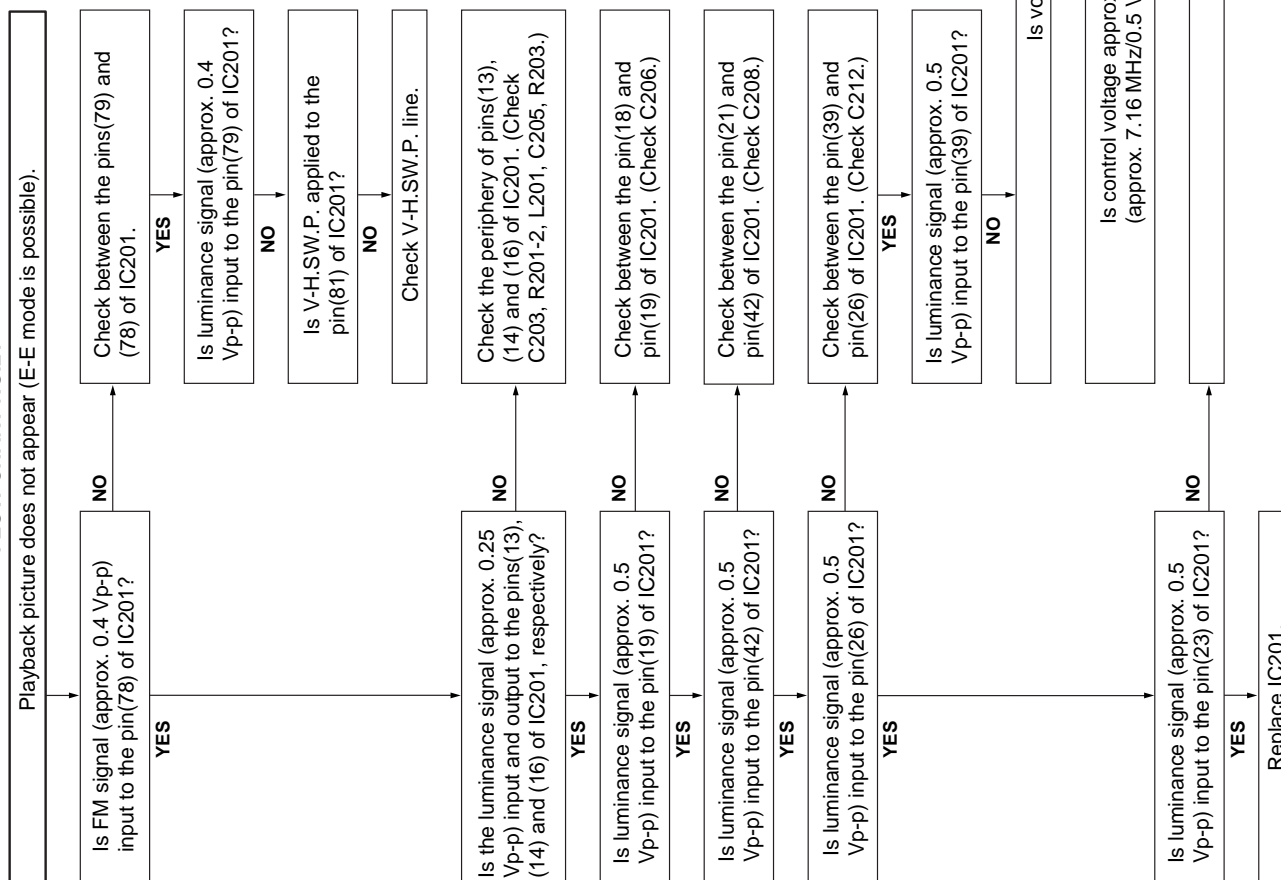 Playback picture does not appear (E-E mode is possible).
Is FM signal (approx. 0.4 Vp-p)
input to the pin(78) of IC201?
NO
YES
Check between the pins(79) and
(78) of IC201.
YES
Is luminance signal (approx. 0.4
Vp-p) input to the pin(79) of IC201?
NO
Is V-H.SW.P. applied to the
pin(81) of IC201?
NO
Check V-H.SW.P. line.
Is the luminance signal (approx. 0.25
Vp-p) input and output to the pins(13),
(14) and (16) of IC201, respectively?
NO
YES
Check the periphery of pins(13),
(14) and (16) of IC201. (Check
C203, R201-2, L201, C205, R203.)
Is luminance signal (approx. 0.5
Vp-p) input to the pin(19) of IC201?
NO
YES
Check between the pin(18) and
pin(19) of IC201. (Check C206.)
Is luminance signal (approx. 0.5
Vp-p) input to the pin(42) of IC201?
NO
YES
Check between the pin(21) and
pin(42) of IC201. (Check C208.)
Is luminance signal (approx. 0.5
Vp-p) input to the pin(26) of IC201?
NO
YES
Check between the pin(39) and
pin(26) of IC201. (Check C212.)
YES
Is luminance signal (approx. 0.5
Vp-p) input to the pin(39) of IC201?
NO
Is vo
Is control voltage approx
(approx. 7.16 MHz/0.5 V
Is luminance signal (approx. 0.5
Vp-p) input to the pin(23) of IC201?
NO
YES
Replace IC201.